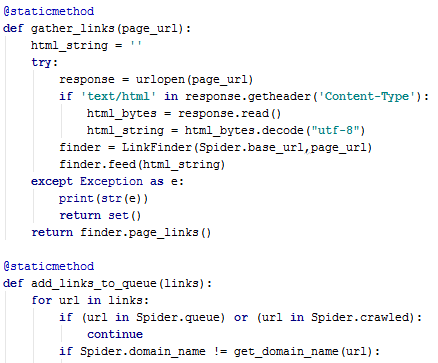 @staticmethod
def gather_links(page_url):
    html_string = ''
    try:
        response = urlopen(page_url)
        if 'text/html' in response.getheader('Content-Type'):
            html_bytes = response.read()
            html_string = html_bytes.decode("utf-8")
        finder = LinkFinder(Spider.base_url,page_url)
        finder.feed(html_string)
    except Exception as e:
        print(str(e))
        return set()
    return finder.page_links()

@staticmethod
def add_links_to_queue(links):
    for url in links:
        if (url in Spider.queue) or (url in Spider.crawled):
            continue
        if Spider.domain_name != get_domain_name(url):